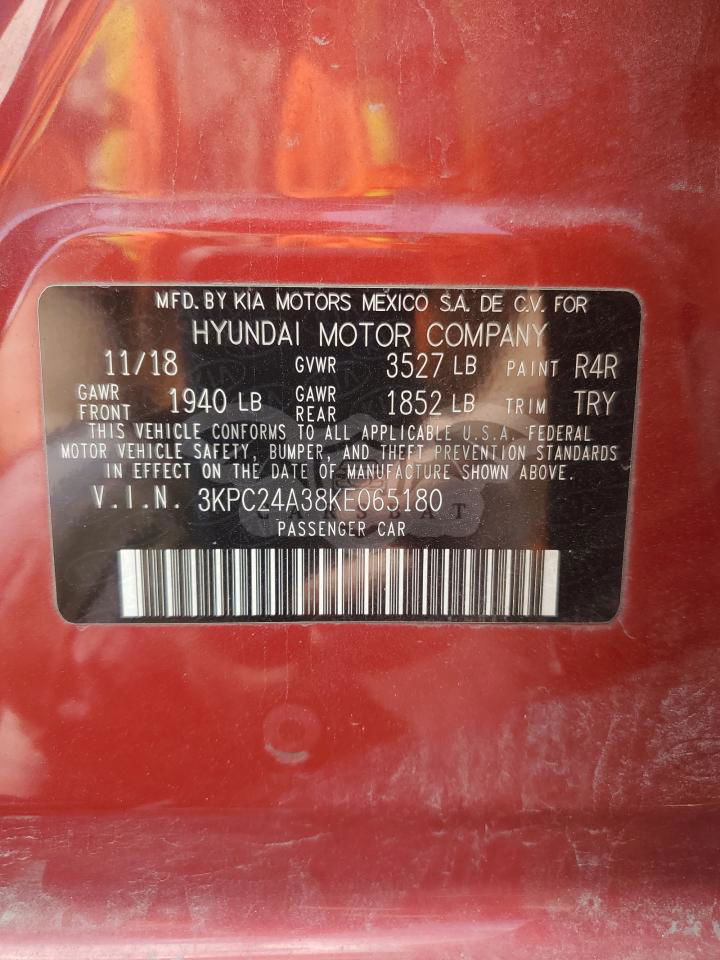 MFD. BY KIA MOTORS MEXICO S.A. DE C.V. FOR
HYUNDAI MOTOR COMPANY
11/18 GVWR 3527 LB PAINT R4R
GAWR FRONT 1940 LB GAWR REAR 1852 LB TRIM TRY
THIS VEHICLE CONFORMS TO ALL APPLICABLE U.S.A. FEDERAL
MOTOR VEHICLE SAFETY, BUMPER, AND THEFT PREVENTION STANDARDS
IN EFFECT ON THE DATE OF MANUFACTURE SHOWN ABOVE.
V.I.N. 3KPC24A38KE065180
CARSBAT
PASSENGER CAR